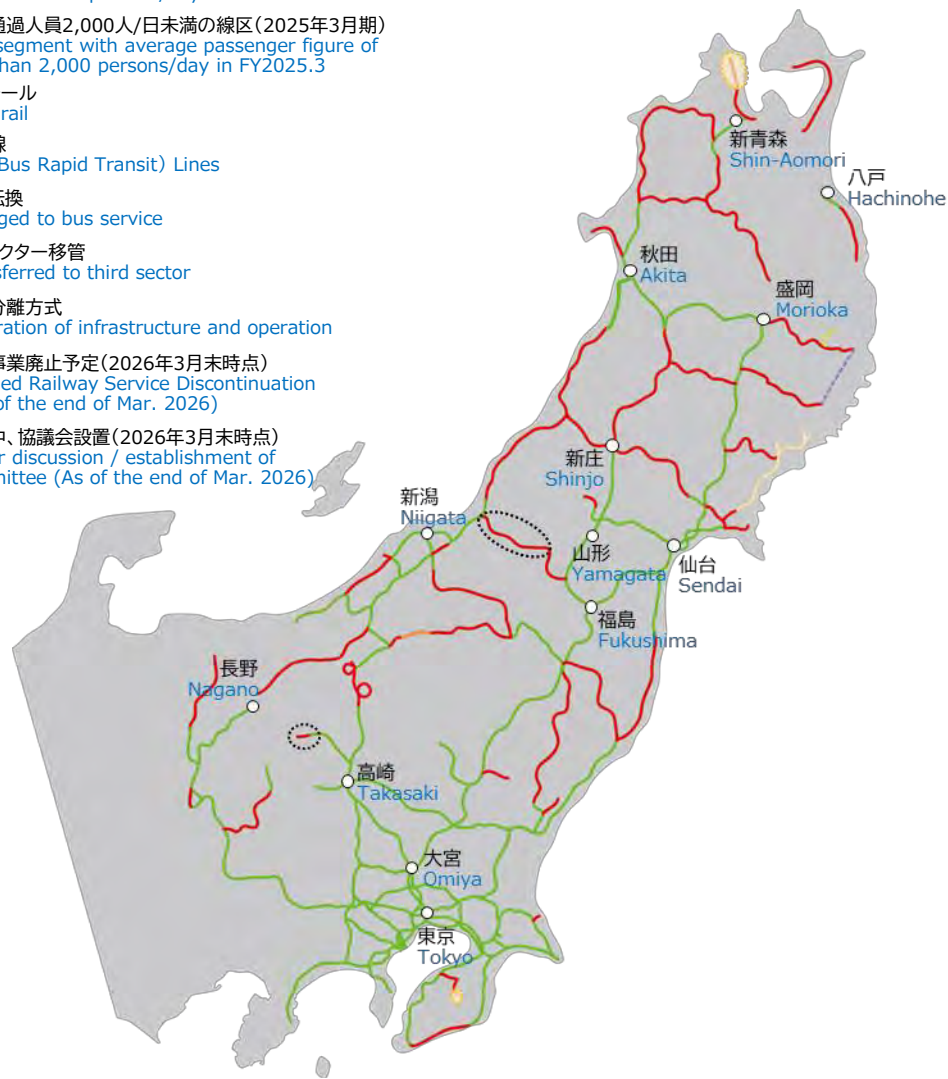 通過人員2,000人/日未満の線区(2025年3月期)
segment with average passenger figure of
than 2,000 persons/day in FY2025.3
ール
rail
線
Bus Rapid Transit) Lines
転換
ged to bus service
クター移管
sferred to third sector
分離方式
ration of infrastructure and operation
事業廃止予定(2026年3月末時点)
ed Railway Service Discontinuation
of the end of Mar. 2026)
、協議会設置(2026年3月末時点)
r discussion / establishment of
mittee (As of the end of Mar. 2026)
新青森
Shin-Aomori
八戸
Hachinohe
秋田
Akita
盛岡
Morioka
新庄
Shinjo
新潟
Niigata
山形
Yamagata
仙台
Sendai
福島
Fukushima
長野
Nagano
高崎
Takasaki
大宮
Omiya
東京
Tokyo